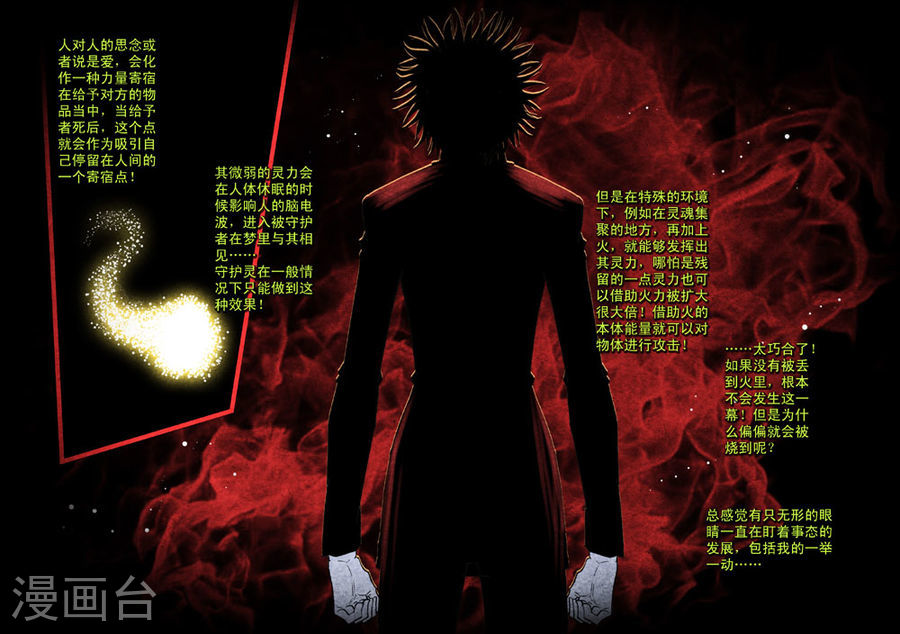 人对人的思念或
者说是爱，会化
作一种力量寄宿
在给予对方的物
品当中，当给予
者死后，这个点
就会作为吸引自
己停留在人间的
一个寄宿点！
其微弱的灵力会
在人体休眠的时
候影响人的脑电
波，进入被守护
者在梦里与其相
见……
守护灵在一般情
况下只能做到这
种效果！
但是在特殊的环境
下，例如在灵魂集
聚的地方，再加上
火，就能够发挥出
其灵力，哪怕是残
留的一点灵力也可
以借助火力被扩大
很大倍！借助火的
本体能量就可以对
物体进行攻击！
……太巧合了！
如果没有被丢
到火里，根本
不会发生这一
幕！但是为什
么偏偏就会被
烧到呢？
总感觉有只无形的眼
睛一直在盯着事态的
发展，包括我的一举
一动……
漫画台